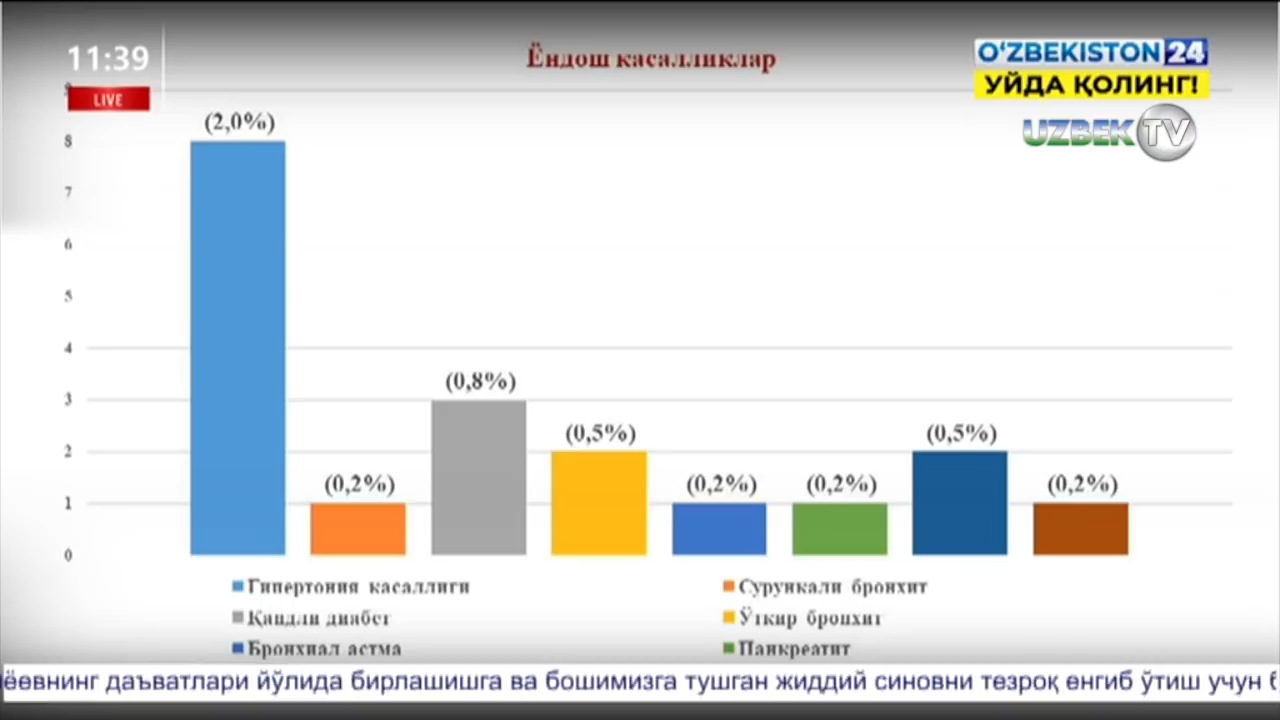 11:39
LIVE
Ёндош касалликлар
O‘ZBEKISTON 24
УЙДА ҚОЛИНГ!
UZBEK TV
9
8
7
6
5
4
3
2
1
0
(2,0%)
(0,2%)
(0,8%)
(0,5%)
(0,2%)
(0,2%)
(0,5%)
(0,2%)
Гипертония касаллиги
Сурункали бронхит
Қандли диабет
Ўткир бронхит
Бронхиал астма
Панкреатит
ёевнинг даъватлари йўлида бирлашишга ва бошимизга тушган жиддий синовни тезроқ енгиб ўтиш учун